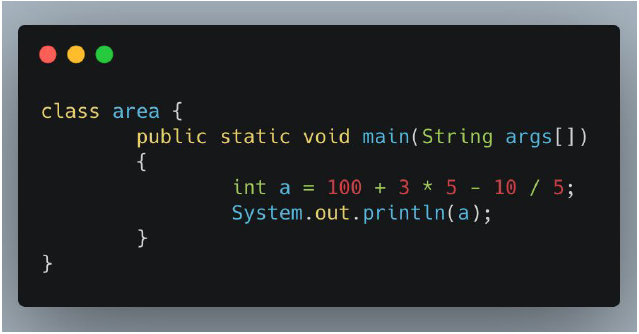 class area {
public static void main(String args[])
{
int a = 100 + 3 * 5 - 10 / 5;
System.out.println(a);
}
}